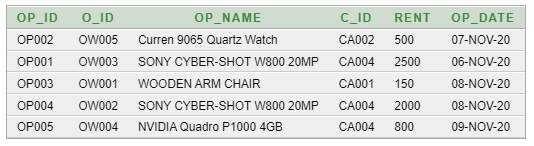 OP_ID O_ID OP_NAME C_ID RENT OP_DATE
OP002 OW005 Curren 9065 Quartz Watch CA002 500 07-NOV-20
OP001 OW003 SONY CYBER-SHOT W800 20MP CA004 2500 06-NOV-20
OP003 OW001 WOODEN ARM CHAIR CA001 150 08-NOV-20
OP004 OW002 SONY CYBER-SHOT W800 20MP CA004 2000 08-NOV-20
OP005 OW004 NVIDIA Quadro P1000 4GB CA004 800 09-NOV-20